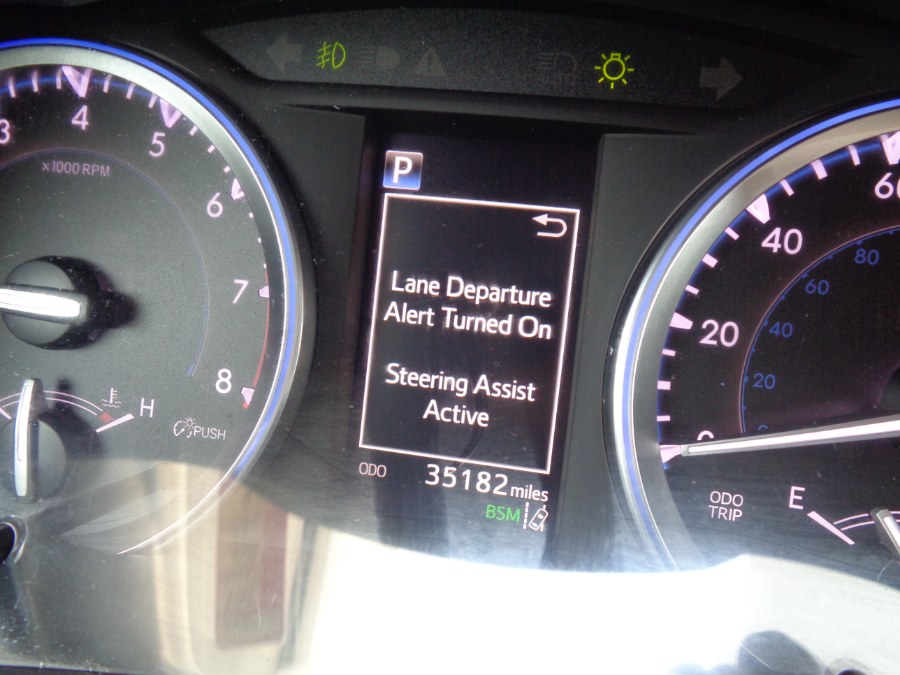 3
4
5
6
7
8
x1000 RPM
H
PUSH
P
Lane Departure
Alert Turned On
Steering Assist
Active
ODO 35182 miles
BSM
60
40
20
80
60
40
20
ODO
TRIP
E